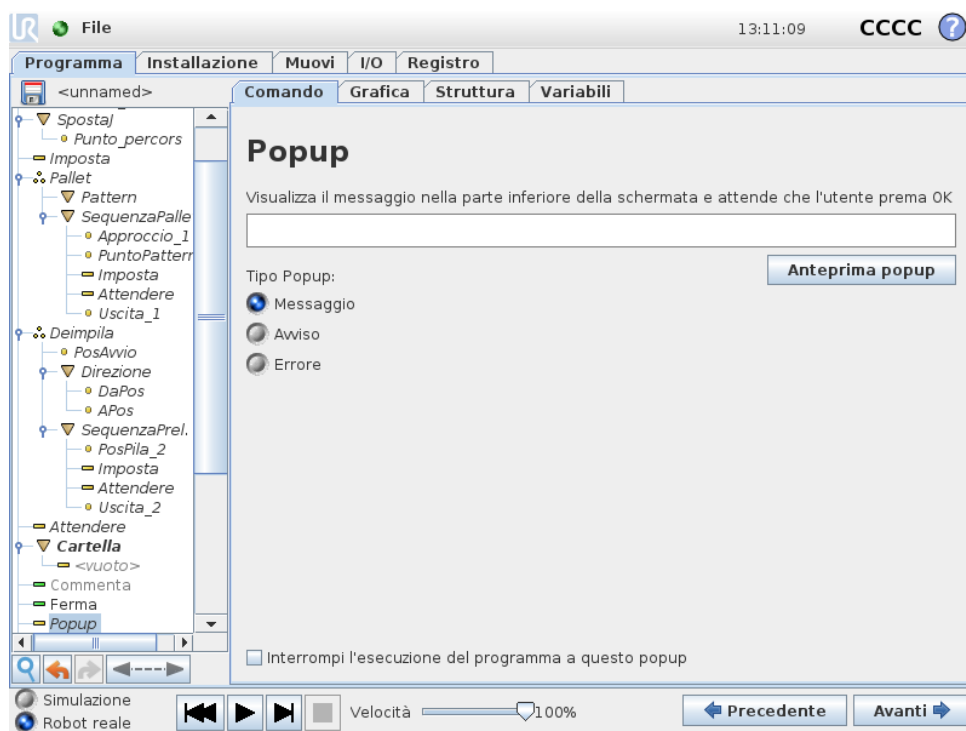 UR File 13:11:09 CCCC ?
Programma Installazione Muovi I/O Registro
<unnamed> Comando Grafica Struttura Variabili
SpostaJ
Punto_percors
Imposta
Pallet
Pattern
SequenzaPalle
Approccio_1
PuntoPattern
Imposta
Attendere
Uscita_1
Deimpila
PosAvvio
Direzione
DaPos
APos
SequenzaPrel.
PosPila_2
Imposta
Attendere
Uscita_2
Attendere
Cartella
<vuoto>
Commenta
Ferma
Popup
Popup
Visualizza il messaggio nella parte inferiore della schermata e attende che l'utente prema OK
Anteprima popup
Tipo Popup:
Messaggio
Avviso
Errore
Interrompi l'esecuzione del programma a questo popup
Simulazione
Robot reale
Velocità 100%
Precedente Avanti